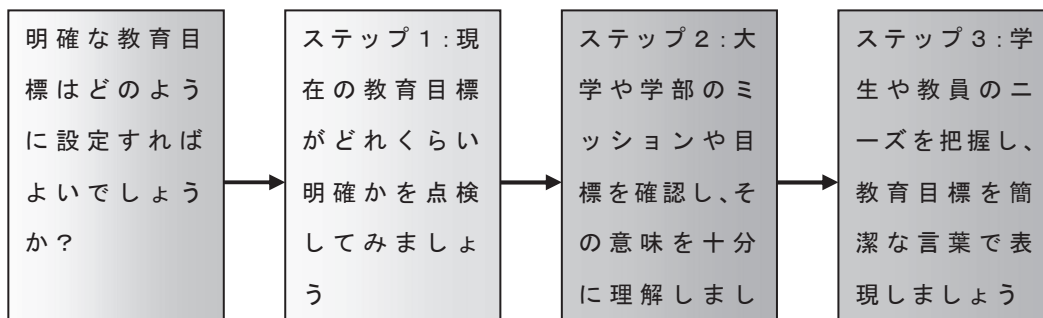 明確な教育目
標はどのよう
に設定すれば
よいでしょう
か？
ステップ１:現
在の教育目標
がどれくらい
明確かを点検
してみましょ
う
ステップ２:大
学や学部のミ
ッションや目
標を確認し、そ
の意味を十分
に理解しまし
ステップ３:学
生や教員のニ
ーズを把握し、
教育目標を簡
潔な言葉で表
現しましょう